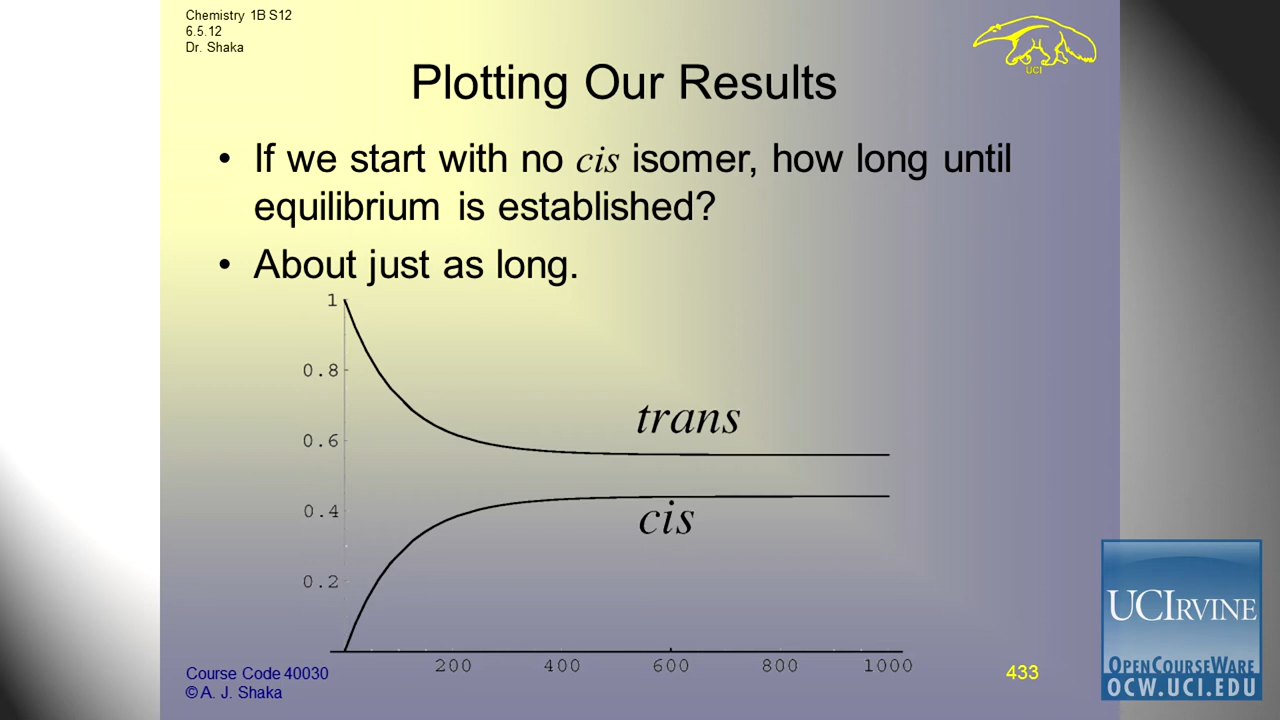 Chemistry 1B S12
6.5.12
Dr. Shaka
UCI
Plotting Our Results
• If we start with no cis isomer, how long until
equilibrium is established?
• About just as long.
1
0.8
0.6
0.4
0.2
trans
cis
200 400 600 800 1000
Course Code 40030
© A. J. Shaka
433
UCIRVINE
OPENCOURSEWARE
OCW.UCI.EDU